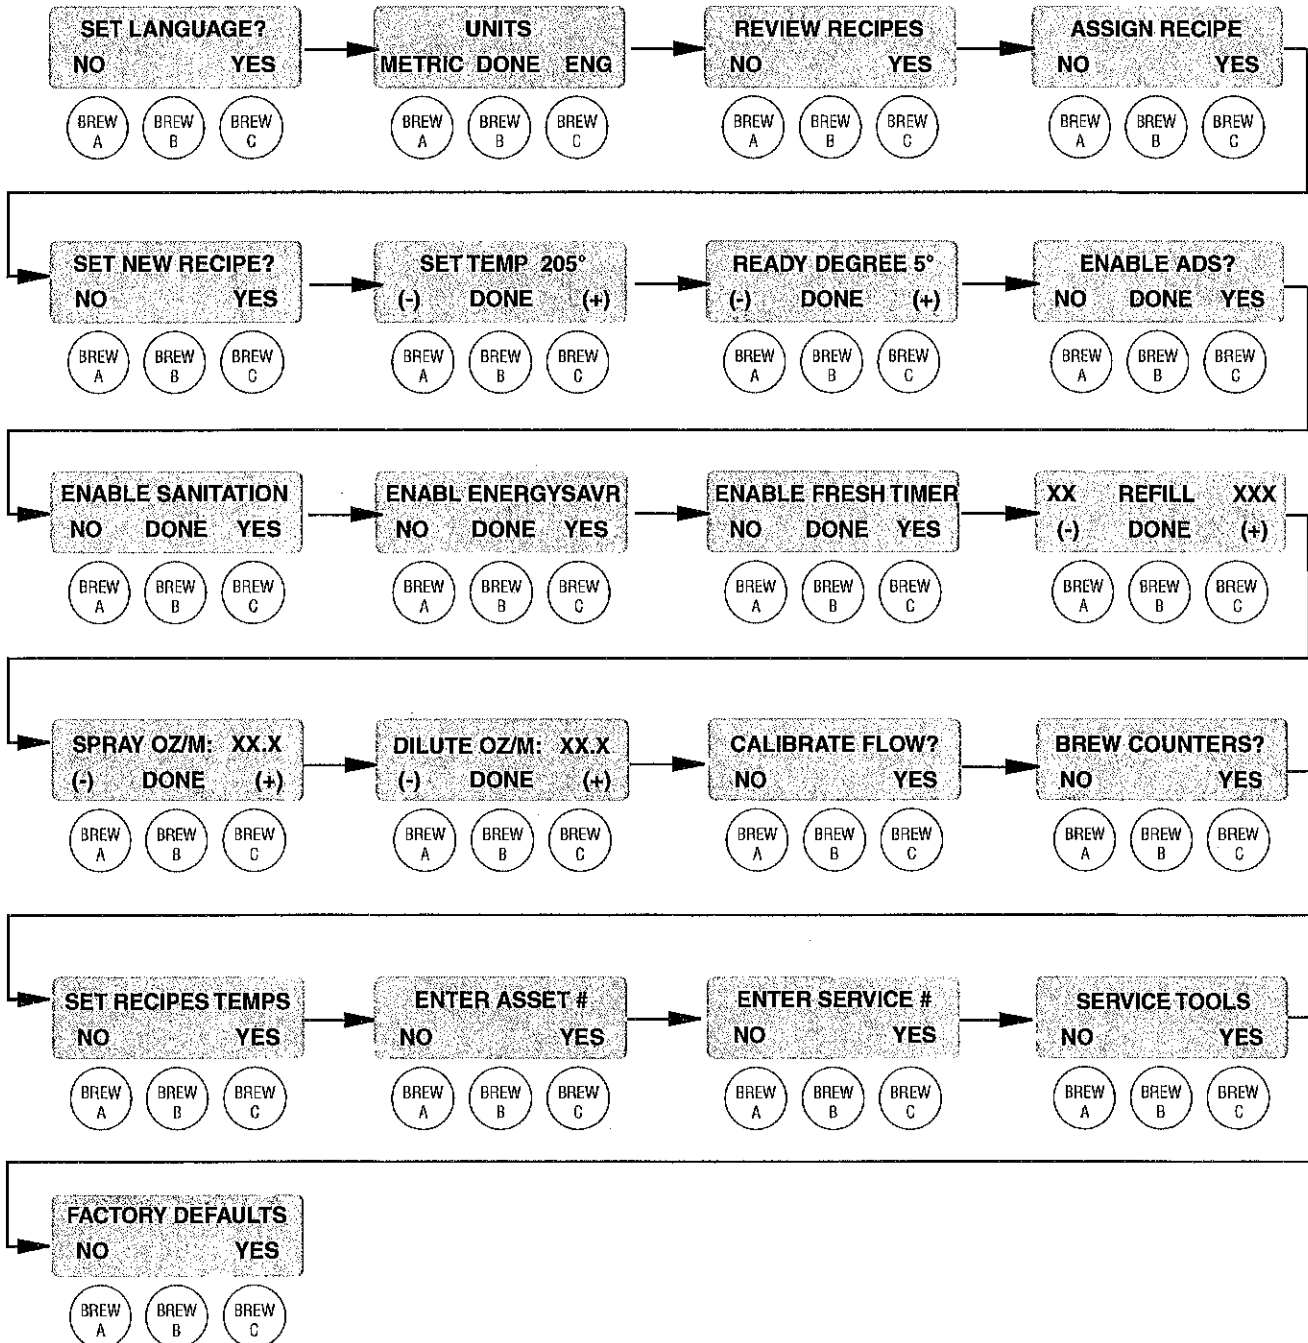 SET LANGUAGE?
NO YES
BREW A BREW B BREW C
UNITS
METRIC DONE ENG
BREW A BREW B BREW C
REVIEW RECIPES
NO YES
BREW A BREW B BREW C
ASSIGN RECIPE
NO YES
BREW A BREW B BREW C
SET NEW RECIPE?
NO YES
BREW A BREW B BREW C
SET TEMP 205°
(-) DONE (+)
BREW A BREW B BREW C
READY DEGREE 5°
(-) DONE (+)
BREW A BREW B BREW C
ENABLE ADS?
NO DONE YES
BREW A BREW B BREW C
ENABLE SANITATION
NO DONE YES
BREW A BREW B BREW C
ENABL ENERGYSAVR
NO DONE YES
BREW A BREW B BREW C
ENABLE FRESH TIMER
NO DONE YES
BREW A BREW B BREW C
XX REFILL XXX
(-) DONE (+)
BREW A BREW B BREW C
SPRAY OZ/M: XX.X
(-) DONE (+)
BREW A BREW B BREW C
DILUTE OZ/M: XX.X
(-) DONE (+)
BREW A BREW B BREW C
CALIBRATE FLOW?
NO YES
BREW A BREW B BREW C
BREW COUNTERS?
NO YES
BREW A BREW B BREW C
SET RECIPES TEMPS
NO YES
BREW A BREW B BREW C
ENTER ASSET #
NO YES
BREW A BREW B BREW C
ENTER SERVICE #
NO YES
BREW A BREW B BREW C
SERVICE TOOLS
NO YES
BREW A BREW B BREW C
FACTORY DEFAULTS
NO YES
BREW A BREW B BREW C